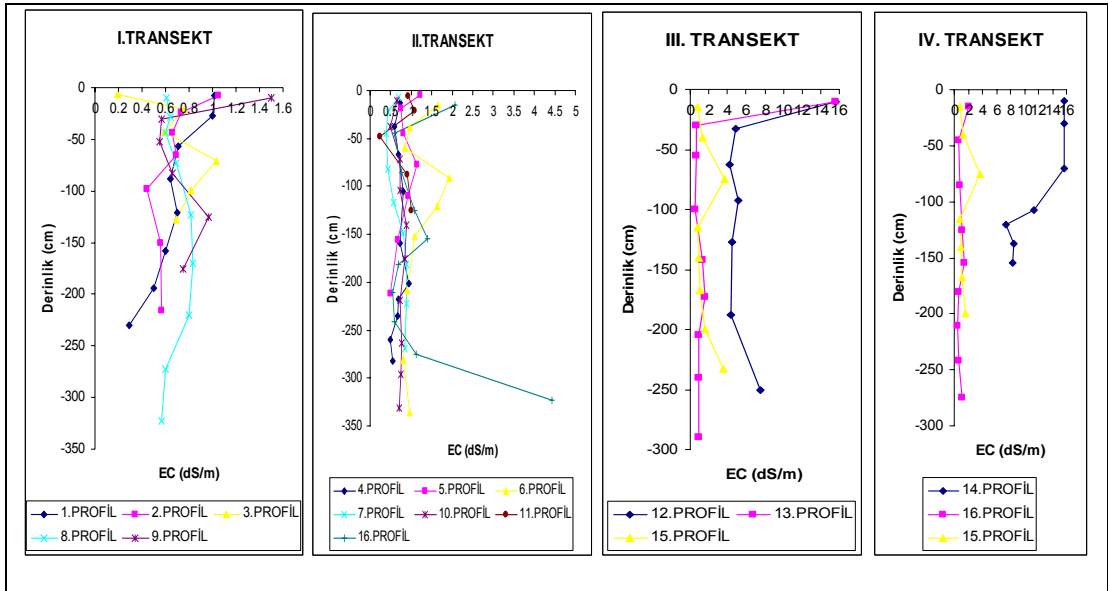 I.TRANSEKT
0 0.2 0.4 0.6 0.8 1 1.2 1.4 1.6
0
-50
-100
-150
-200
-250
-300
-350
Derinlik (cm)
EC (dS/m)
1.PROFİL 2.PROFİL 3.PROFİL
8.PROFİL 9.PROFİL
II.TRANSEKT
0 0.5 1 1.5 2 2.5 3 3.5 4 4.5 5
0
-50
-100
-150
-200
-250
-300
-350
Derinlik (cm)
EC (dS/m)
4.PROFİL 5.PROFİL 6.PROFİL
7.PROFİL 10.PROFİL 11.PROFİL
16.PROFİL
III. TRANSEKT
0 2 4 6 8 10 12 14 16
0
-50
-100
-150
-200
-250
-300
Derinlik (cm)
EC (dS/m)
12.PROFİL 13.PROFİL
15.PROFİL
IV. TRANSEKT
0 2 4 6 8 10 12 14 16
0
-50
-100
-150
-200
-250
-300
Derinlik (cm)
EC (dS/m)
14.PROFİL
16.PROFİL
15.PROFİL